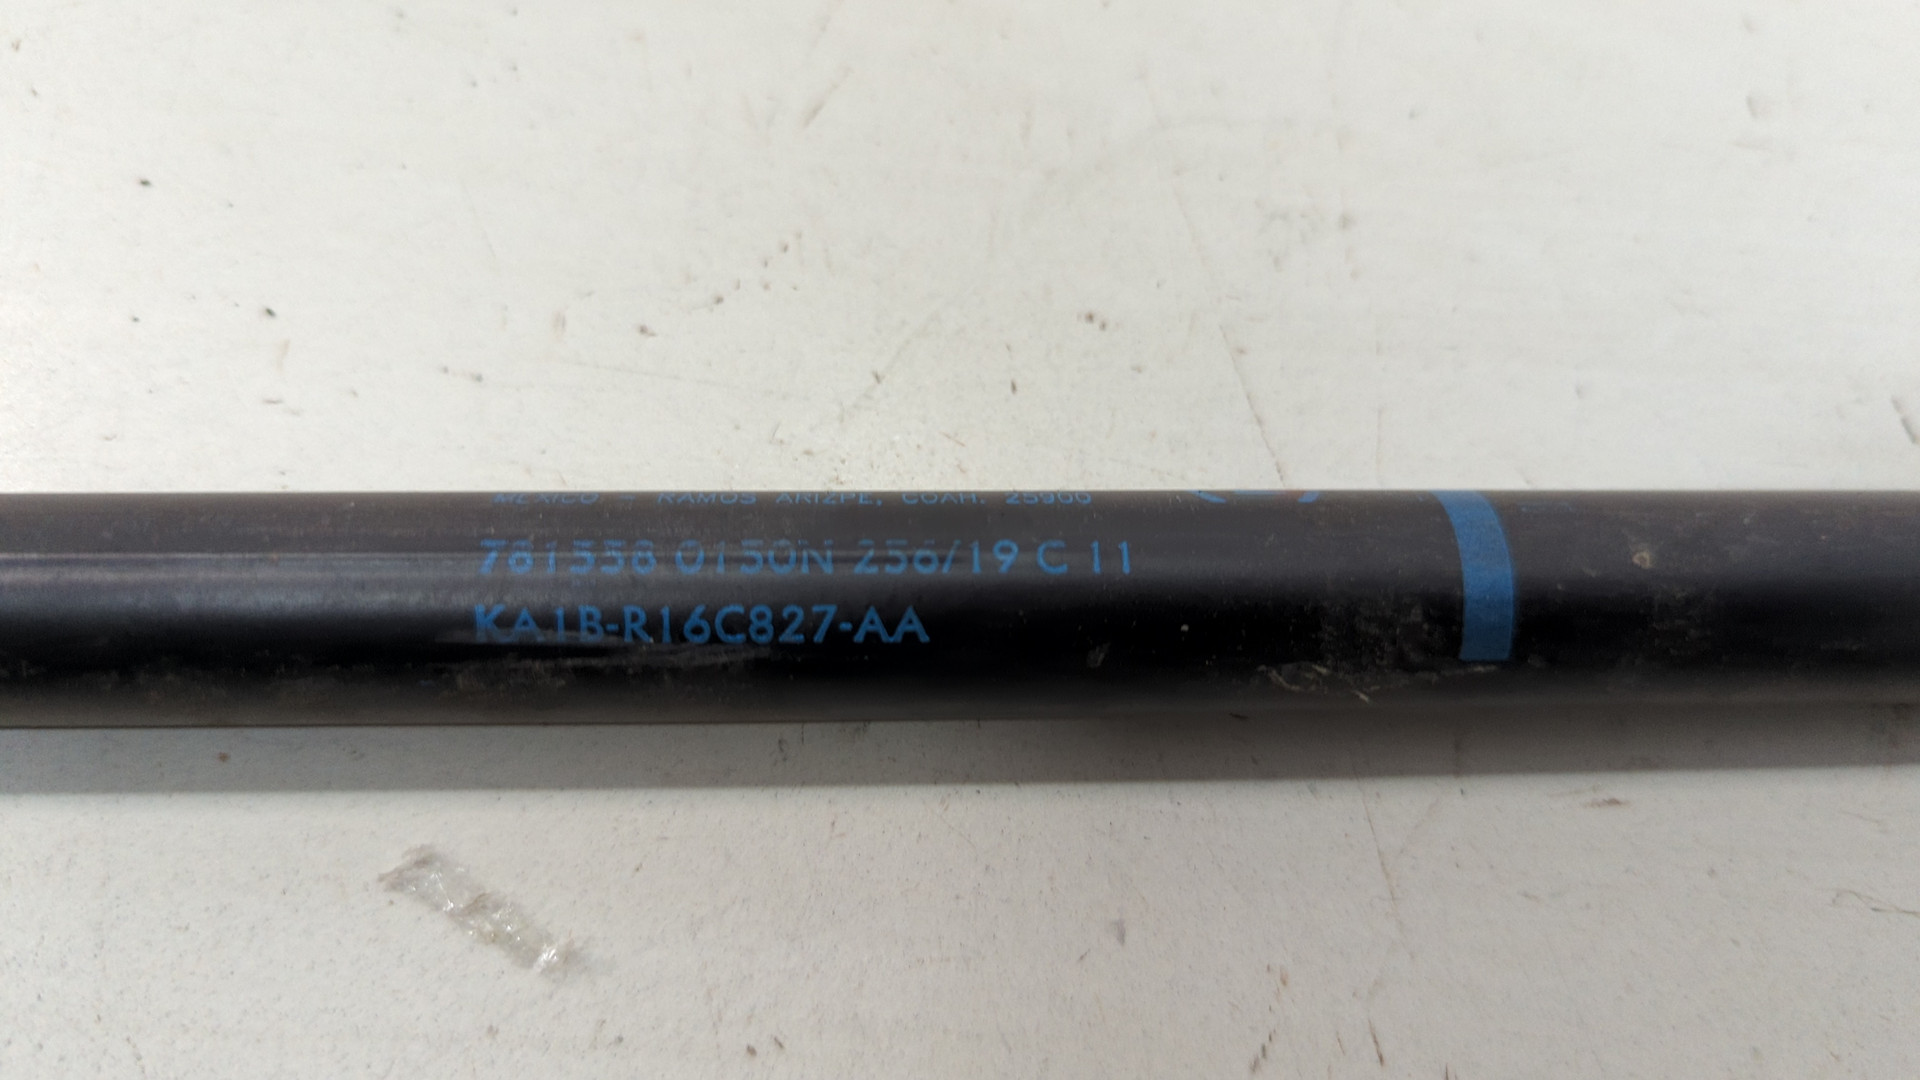 MEXICO - RAMOS ARIZPE, COAH. 25900
781558 0150N 256/19 C 11
KA1B-R16C827-AA